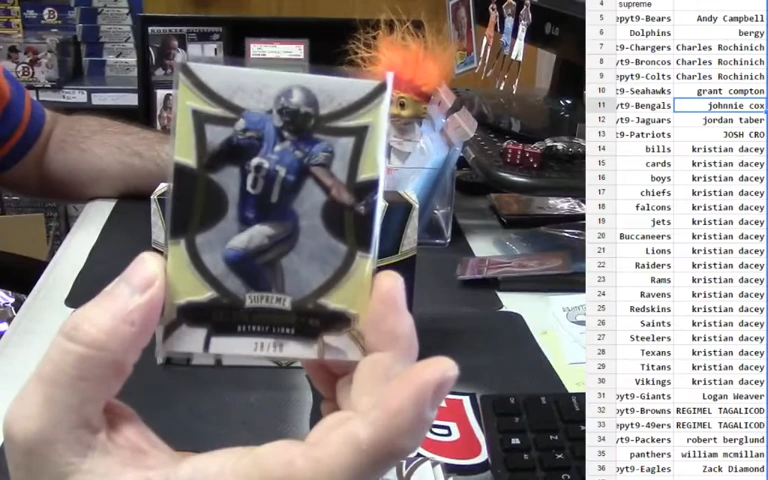 81
SUPREME
DETROIT LIONS
4 supreme
5 epyt9-Bears Andy Campbell
6 Dolphins bergy
7 t9-Chargers Charles Rochinich
8 yt9-Broncos Charles Rochinich
9 epyt9-Colts Charles Rochinich
10 9-Seahawks grant compton
11 yt9-Bengals johnnie cox
12 yt9-Jaguars jordan taber
13 t9-Patriots JOSH CRO
14 bills kristian dacey
15 cards kristian dacey
16 boys kristian dacey
17 chiefs kristian dacey
18 falcons kristian dacey
19 jets kristian dacey
20 Buccaneers kristian dacey
21 Lions kristian dacey
22 Raiders kristian dacey
23 Rams kristian dacey
24 Ravens kristian dacey
25 Redskins kristian dacey
26 Saints kristian dacey
27 Steelers kristian dacey
28 Texans kristian dacey
29 Titans kristian dacey
30 Vikings kristian dacey
31 pyt9-Giants Logan Weaver
32 pyt9-Browns REGIMEL TAGALICOD
33 epyt9-49ers REGIMEL TAGALICOD
34 yt9-Packers robert berglund
35 panthers william mcmillan
36 pyt9-Eagles Zack Diamond